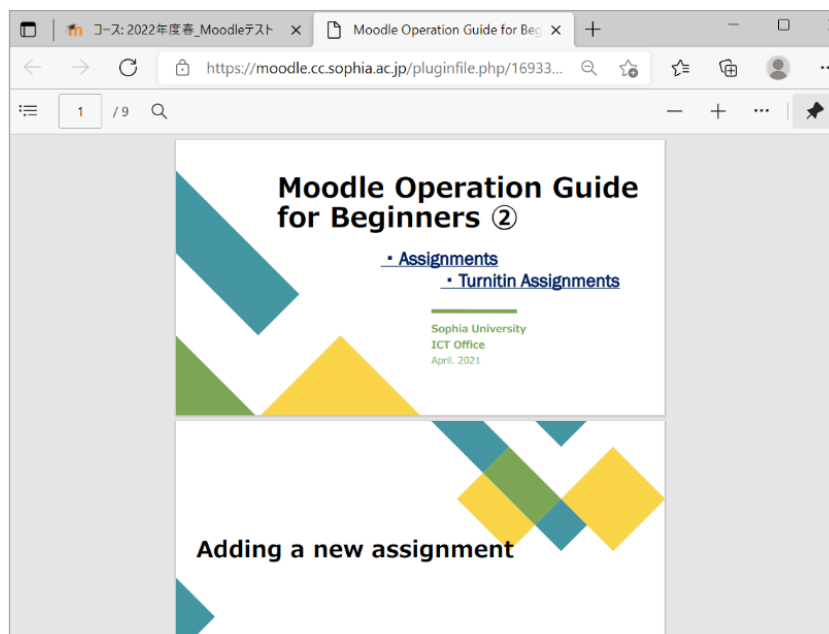 コース: 2022年度春_Moodleテスト
Moodle Operation Guide for Beg
https://moodle.cc.sophia.ac.jp/pluginfile.php/16933...
1 / 9
Moodle Operation Guide
for Beginners ②
・Assignments
・Turnitin Assignments
Sophia University
ICT Office
April. 2021
Adding a new assignment